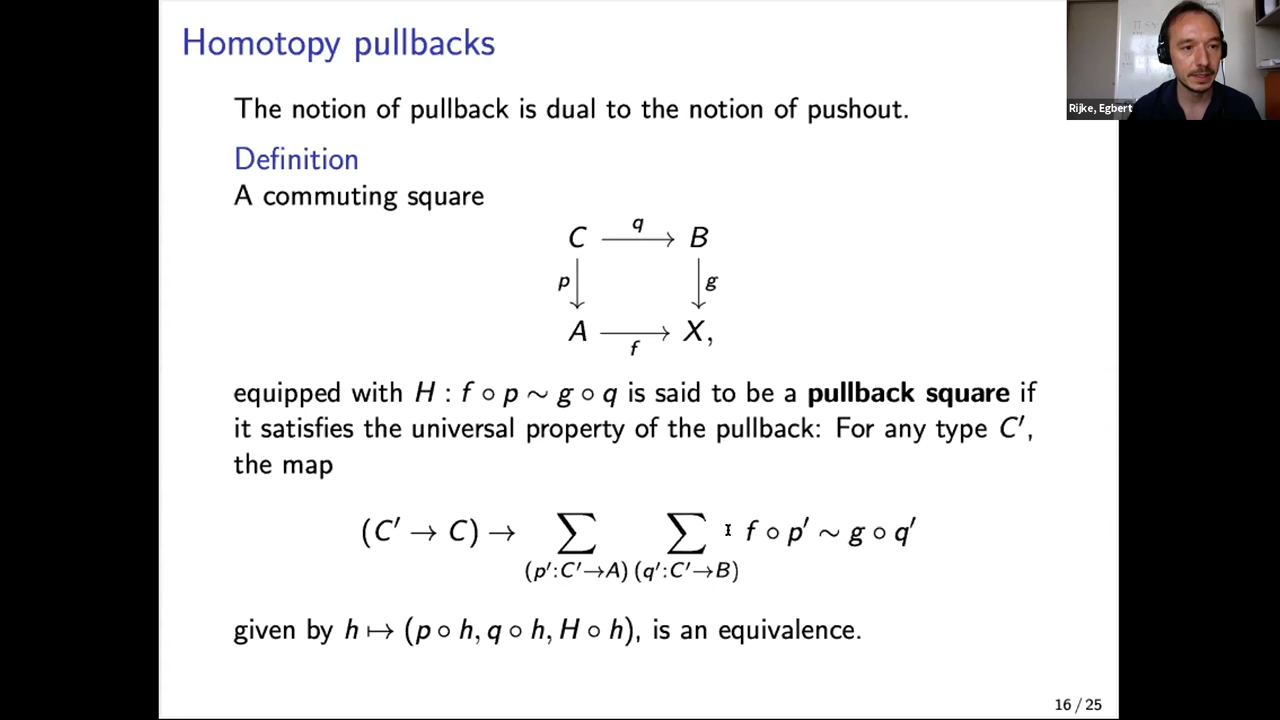 Homotopy pullbacks
Rijke, Egbert
The notion of pullback is dual to the notion of pushout.
Definition
A commuting square
C q B
p g
A f X,
equipped with H : f ∘ p ∼ g ∘ q is said to be a pullback square if
it satisfies the universal property of the pullback: For any type C′,
the map
(C′ → C) → ∑ ∑ f ∘ p′ ∼ g ∘ q′
(p′:C′→A) (q′:C′→B)
given by h ↦ (p ∘ h, q ∘ h, H ∘ h), is an equivalence.
16 / 25